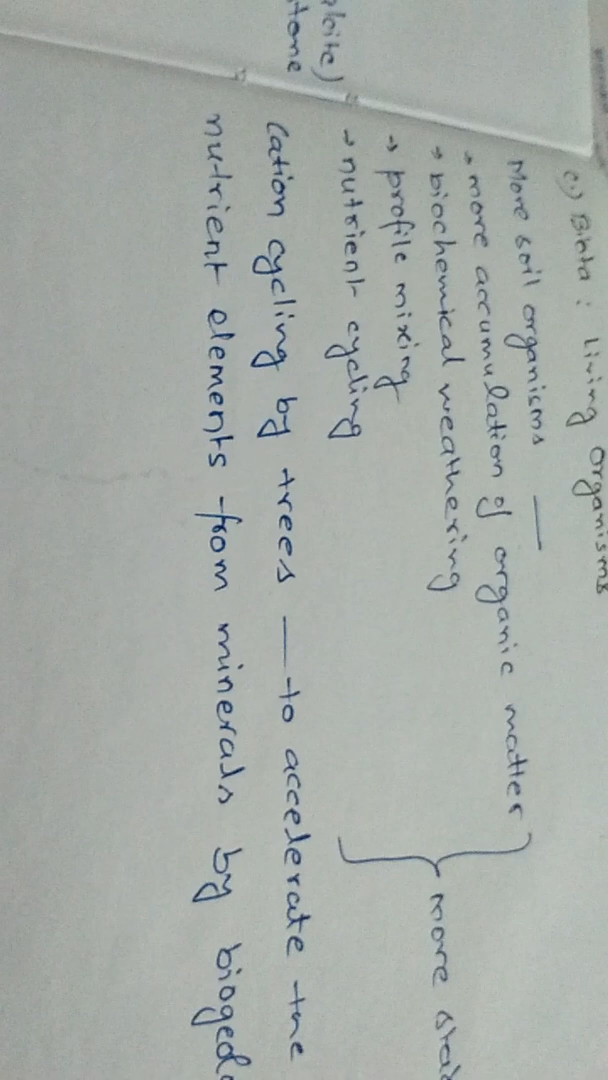 c.) Biota : Living organisms
More soil organisms —
→ more accumulation of organic matter
→ biochemical weathering } more
→ profile mixing
→ nutrient cycling
Cation cycling by trees — to accelerate the
nutrient elements from minerals by